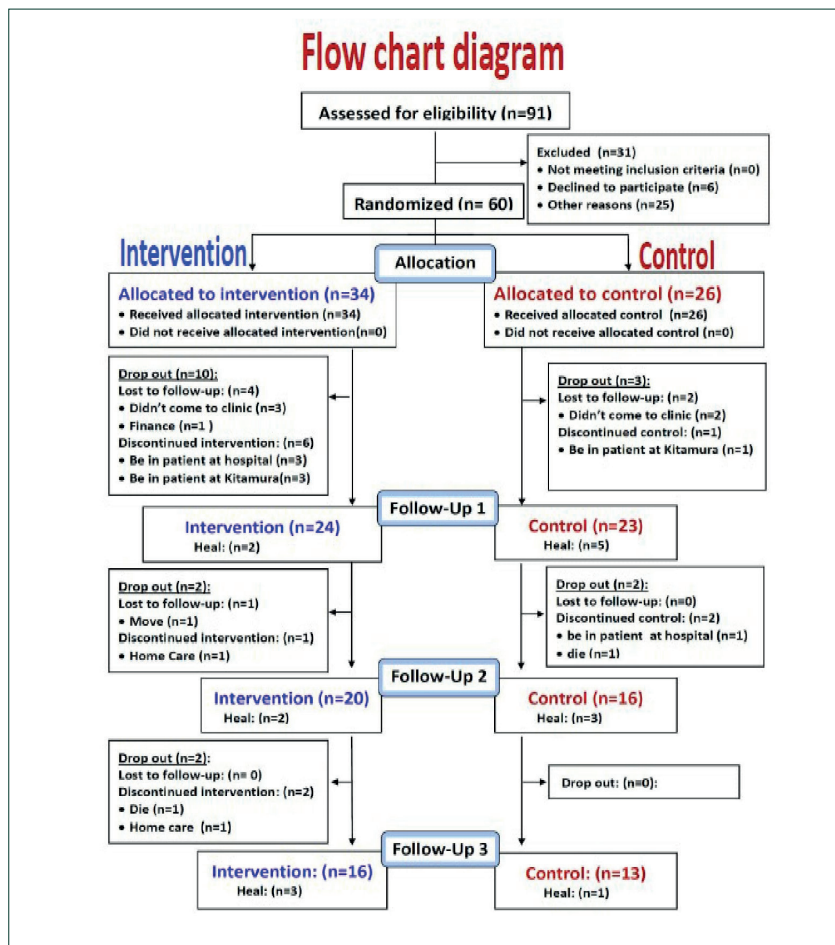 Flow chart diagram
Assessed for eligibility (n=91)
Excluded (n=31)
• Not meeting inclusion criteria (n=0)
• Declined to participate (n=6)
• Other reasons (n=25)
Randomized (n= 60)
Intervention
Control
Allocation
Allocated to intervention (n=34)
• Received allocated intervention (n=34)
• Did not receive allocated intervention(n=0)
Allocated to control (n=26)
• Received allocated control (n=26)
• Did not receive allocated control (n=0)
Drop out (n=10):
Lost to follow-up: (n=4)
• Didn't come to clinic (n=3)
• Finance (n=1 )
Discontinued intervention: (n=6)
• Be in patient at hospital (n=3)
• Be in patient at Kitamura(n=3)
Drop out (n=3):
Lost to follow-up: (n=2)
• Didn't come to clinic (n=2)
Discontinued control: (n=1)
• Be in patient at Kitamura (n=1)
Follow-Up 1
Intervention (n=24)
Heal: (n=2)
Control (n=23)
Heal: (n=5)
Drop out (n=2):
Lost to follow-up: (n=1)
• Move (n=1)
Discontinued intervention: (n=1)
• Home Care (n=1)
Drop out (n=2):
Lost to follow-up: (n=0)
Discontinued control: (n=2)
• be in patient at hospital (n=1)
• die (n=1)
Follow-Up 2
Intervention (n=20)
Heal: (n=2)
Control (n=16)
Heal: (n=3)
Drop out (n=2):
Lost to follow-up: (n= 0)
Discontinued intervention: (n=2)
• Die (n=1)
• Home care (n=1)
Drop out: (n=0):
Follow-Up 3
Intervention: (n=16)
Heal: (n=3)
Control: (n=13)
Heal: (n=1)